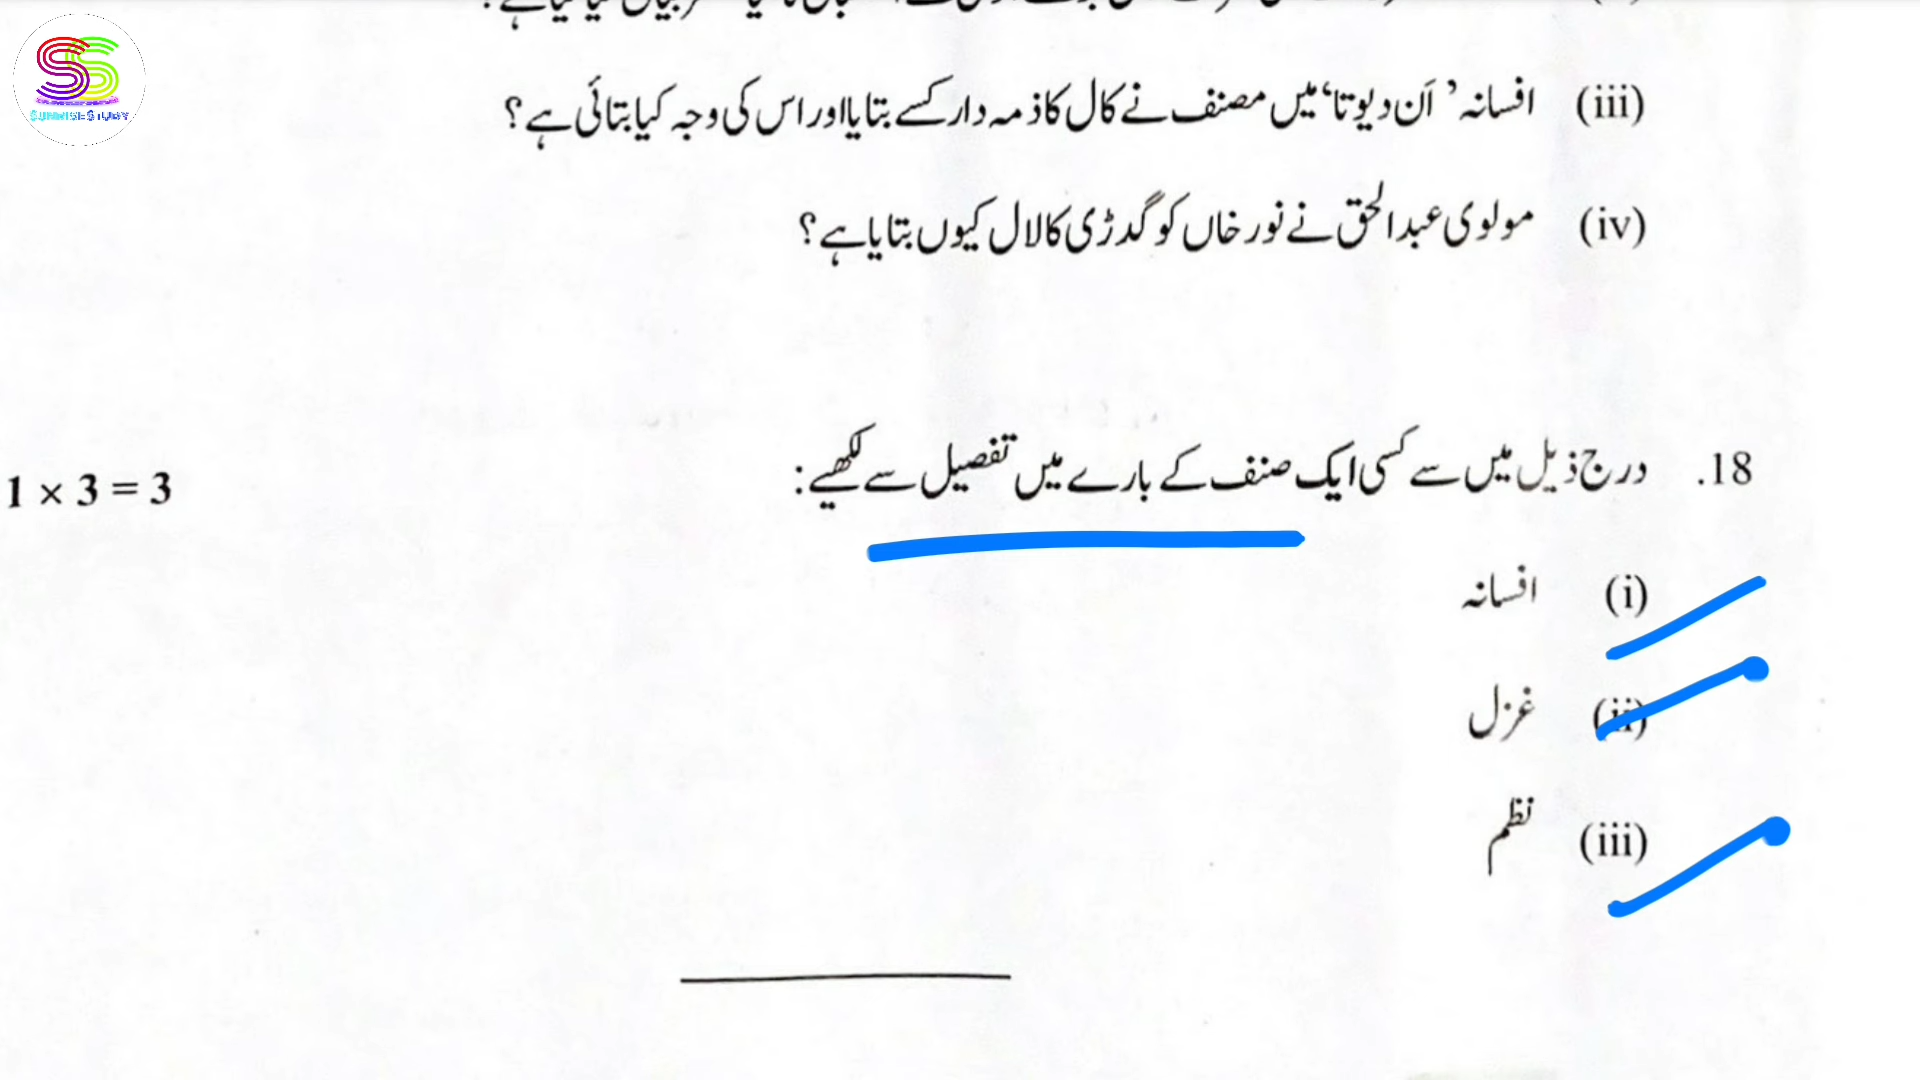 SUNRISE STUDY
(iii) افسانہ ’ اَن دیوتا‘ میں مصنف نے کال کا ذمہ دار کسے بتایا اور اس کی وجہ کیا بتائی ہے؟
(iv) مولوی عبدالحق نے نور خاں کو گدڑی کا لال کیوں بتایا ہے؟
18. درج ذیل میں سے کسی ایک صنف کے بارے میں تفصیل سے لکھیے: 1 × 3 = 3
(i) افسانہ
(ii) غزل
(iii) نظم